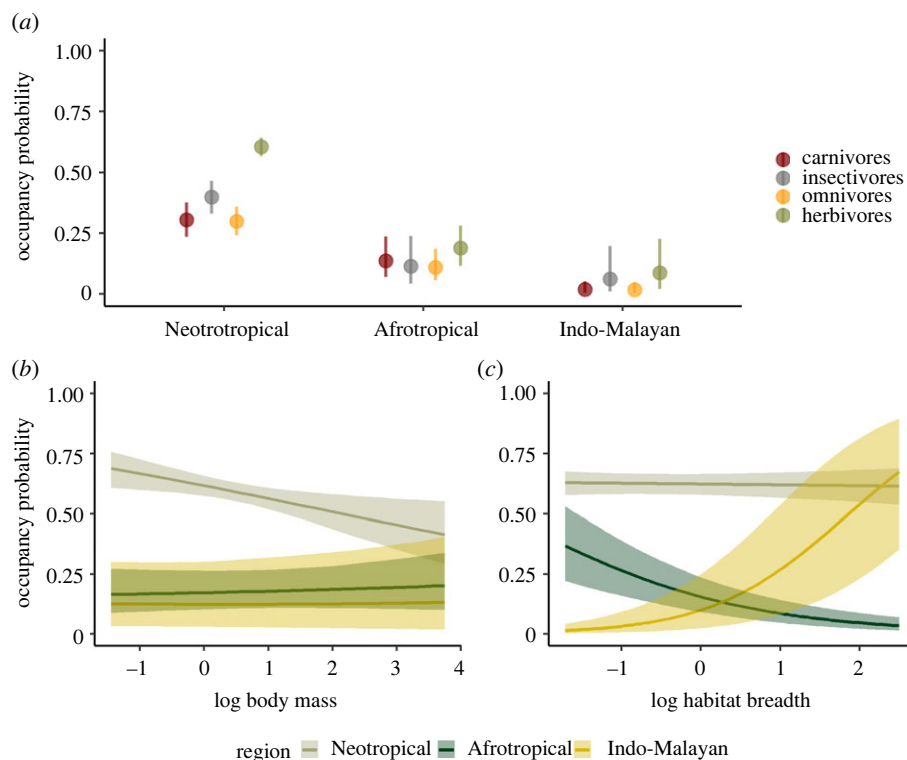 (a)
1.00
0.75
0.50
0.25
0
occupancy probability
Neotrotropical
Afrotropical
Indo-Malayan
carnivores
insectivores
omnivores
herbivores
(b)
1.00
0.75
0.50
0.25
0
occupancy probability
–1
0
1
2
3
4
log body mass
(c)
1.00
0.75
0.50
0.25
0
–1
0
1
2
log habitat breadth
region
Neotropical
Afrotropical
Indo-Malayan